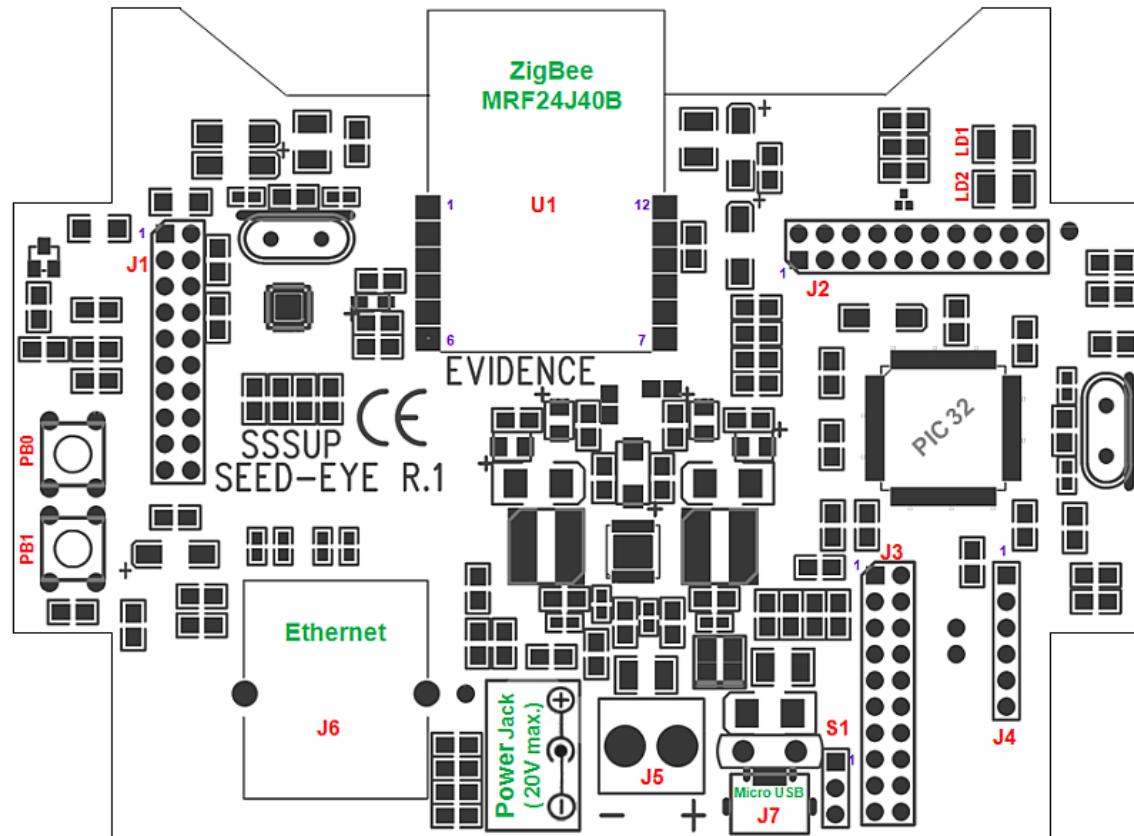 ZigBee
MRF24J40B
LD1
LD2
U1
1
12
1
J1
1
J2
6
7
EVIDENCE
CE
PIC 32
SSSUP
SEED-EYE R.1
PB0
PB1
J3
1
1
Ethernet
J6
Power Jack
(20V max.)
+
−
J5
− +
S1
1
Micro USB
J7
J4
+
+
+
+
+
+
+
+
+
+